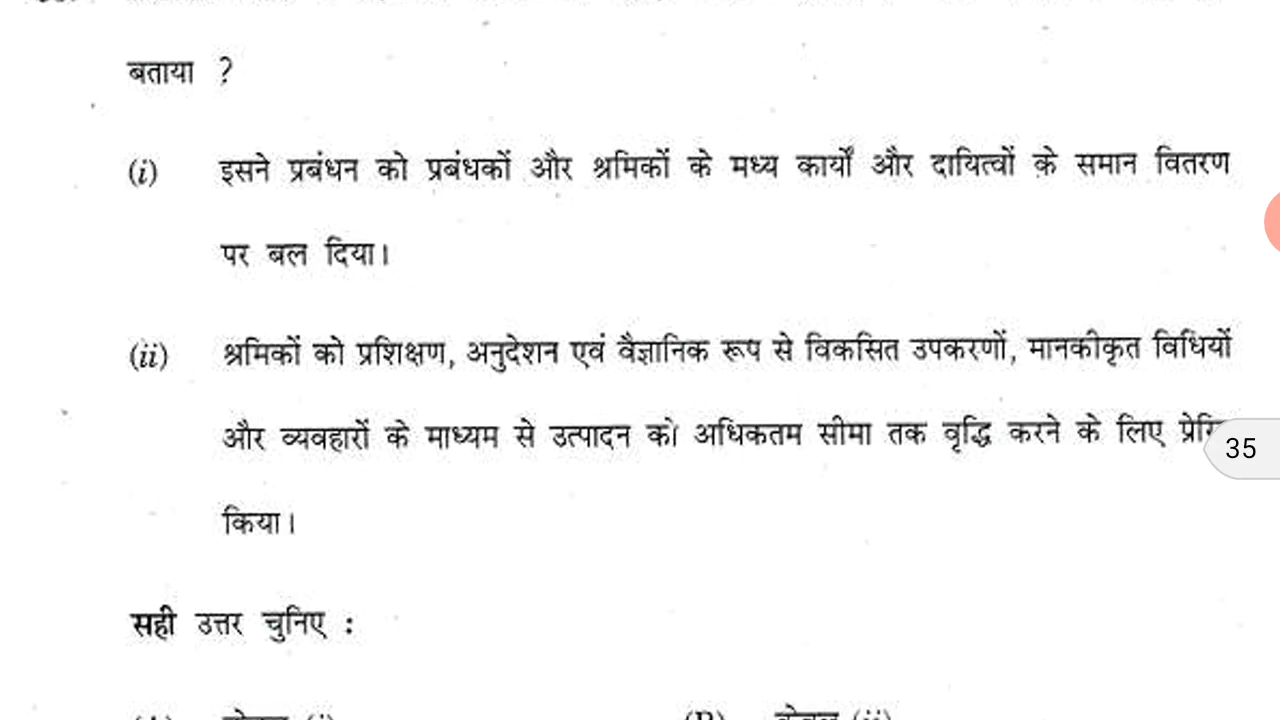 बताया ?
(i) इसने प्रबंधन को प्रबंधकों और श्रमिकों के मध्य कार्यों और दायित्वों के समान वितरण
पर बल दिया।
(ii) श्रमिकों को प्रशिक्षण, अनुदेशन एवं वैज्ञानिक रूप से विकसित उपकरणों, मानकीकृत विधियों
35
और व्यवहारों के माध्यम से उत्पादन को अधिकतम सीमा तक वृद्धि करने के लिए
किया।
सही उत्तर चुनिए :